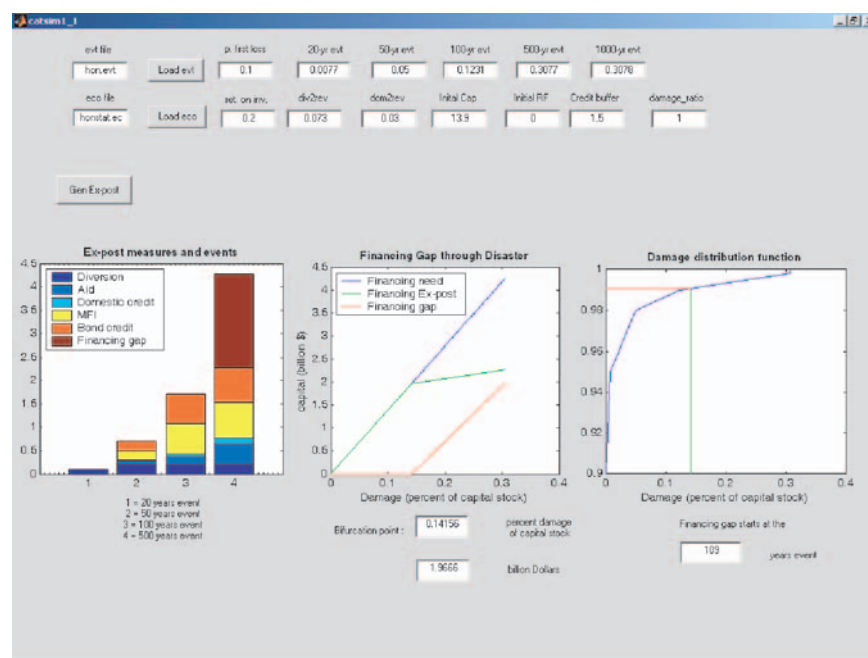 catsim1_1
evt file
p. first loss
20-yr evt
50-yr evt
100-yr evt
500-yr evt
1000-yr evt
hon.evt
Load evt
0.1
0.0077
0.05
0.1231
0.3077
0.3078
eco file
ret. on inv.
div2rev
dom2rev
Inital Cap
Initial RF
Credit buffer
damage_ratio
honstat.ec
Load eco
0.2
0.073
0.03
13.9
0
1.5
1
Gen Ex-post
Ex-post measures and events
4.5
4
3.5
3
2.5
2
1.5
1
0.5
0
Diversion
Aid
Domestic credit
MFI
Bond credit
Financing gap
1 2 3 4
1 = 20 years event
2 = 50 years event
3 = 100 years event
4 = 500 years event
Financing Gap through Disaster
capital (billion $)
4.5
4
3.5
3
2.5
2
1.5
1
0.5
0
Financing need
Financing Ex-post
Financing gap
0 0.1 0.2 0.3 0.4
Damage (percent of capital stock)
Bifurcation point :
0.14156
percent damage
of capital stock
1.9666
billion Dollars
Damage distribution function
1
0.98
0.96
0.94
0.92
0.9
0 0.1 0.2 0.3 0.4
Damage (percent of capital stock)
Financing gap starts at the
109
years event